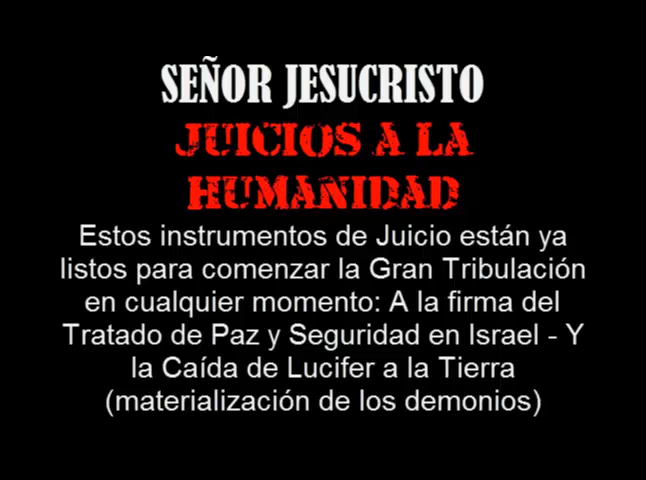 SEÑOR JESUCRISTO
JUICIOS A LA
HUMANIDAD
Estos instrumentos de Juicio están ya
listos para comenzar la Gran Tribulación
en cualquier momento: A la firma del
Tratado de Paz y Seguridad en Israel - Y
la Caída de Lucifer a la Tierra
(materialización de los demonios)